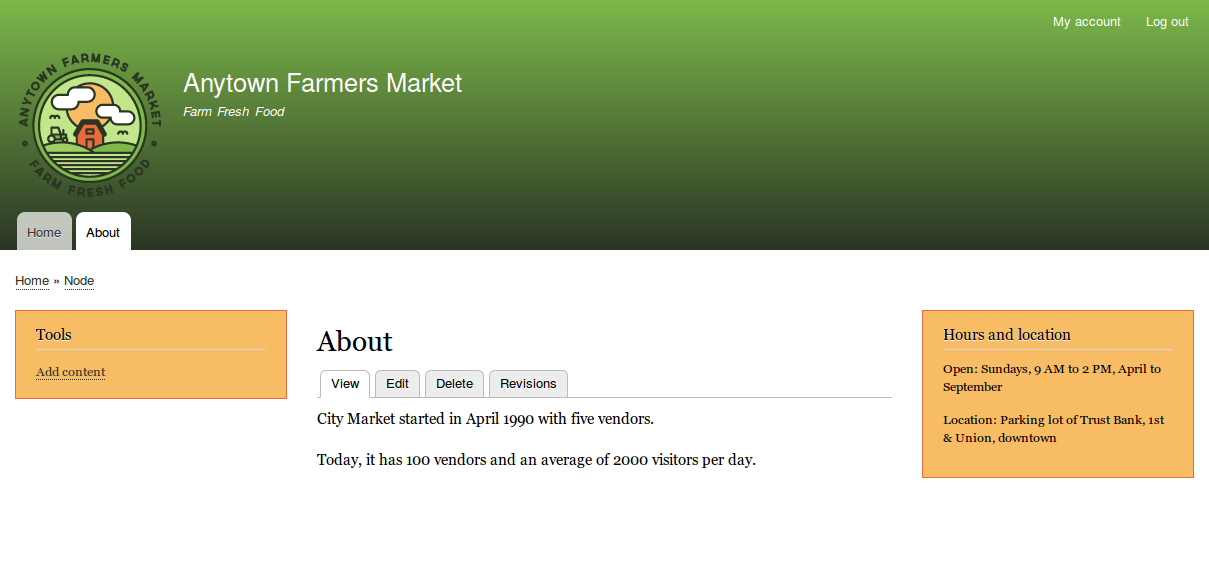 My account Log out
ANYTOWN FARMERS MARKET
FARM FRESH FOOD
Anytown Farmers Market
Farm Fresh Food
Home About
Home » Node
Tools
Add content
About
View Edit Delete Revisions
City Market started in April 1990 with five vendors.
Today, it has 100 vendors and an average of 2000 visitors per day.
Hours and location
Open: Sundays, 9 AM to 2 PM, April to
September
Location: Parking lot of Trust Bank, 1st
& Union, downtown